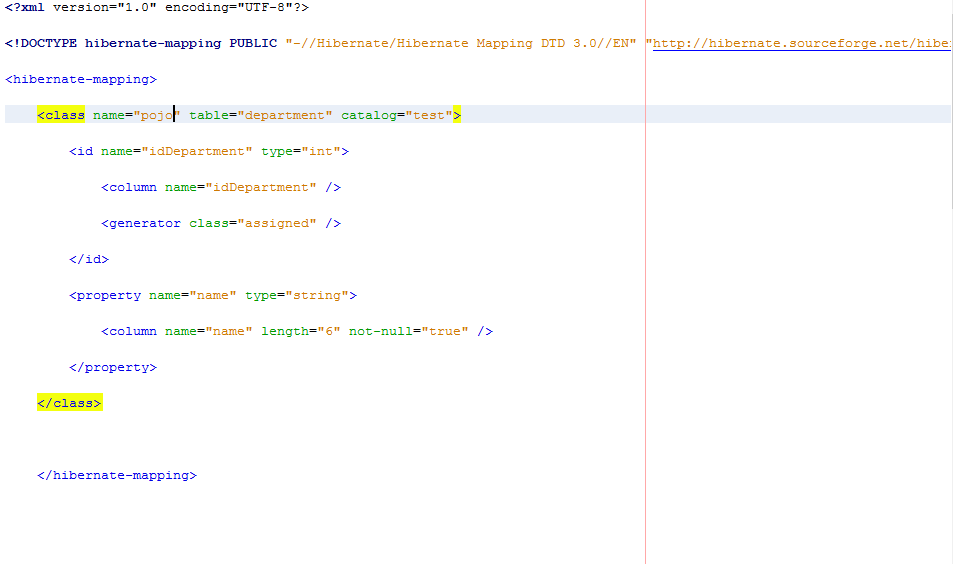 <?xml version="1.0" encoding="UTF-8"?>
<!DOCTYPE hibernate-mapping PUBLIC "-//Hibernate/Hibernate Mapping DTD 3.0//EN" "http://hibernate.sourceforge.net/hibe
<hibernate-mapping>
<class name="pojo" table="department" catalog="test">
<id name="idDepartment" type="int">
<column name="idDepartment" />
<generator class="assigned" />
</id>
<property name="name" type="string">
<column name="name" length="6" not-null="true" />
</property>
</class>
</hibernate-mapping>